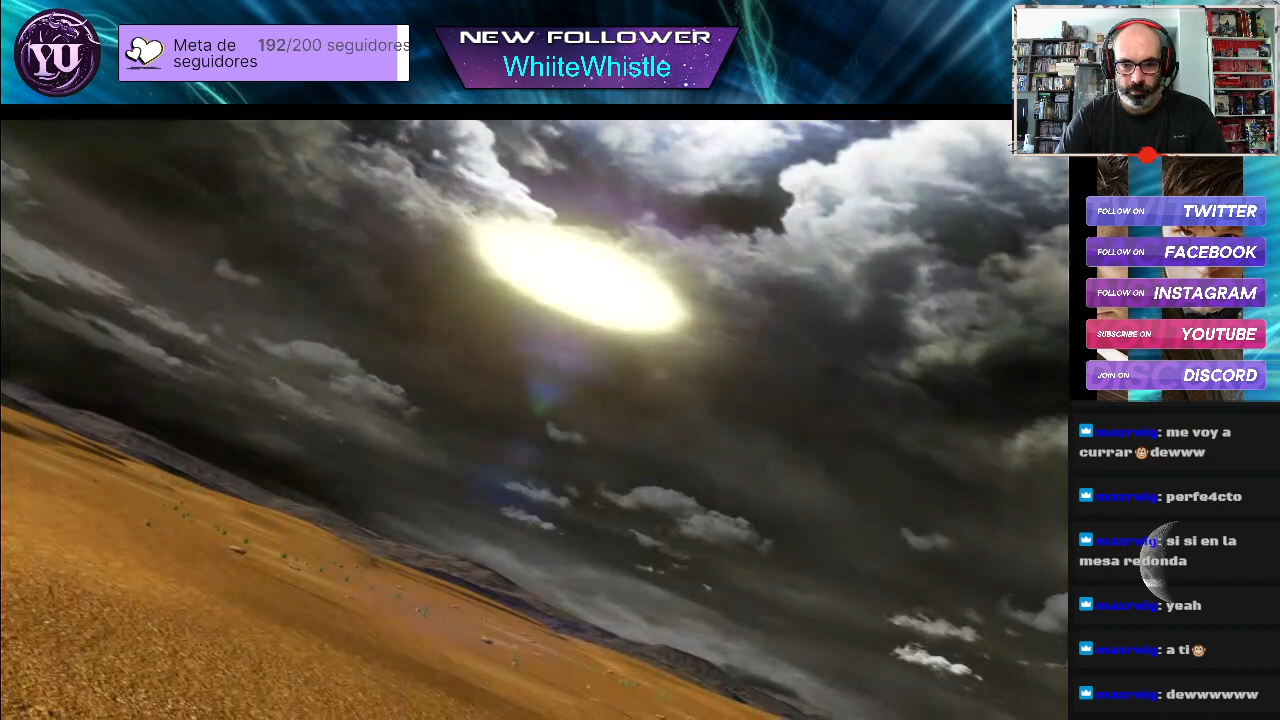 YU
Meta de seguidores
192/200 seguidores
NEW FOLLOWER
WhiiteWhistle
FOLLOW ON TWITTER
FOLLOW ON FACEBOOK
FOLLOW ON INSTAGRAM
SUBSCRIBE ON YOUTUBE
JOIN ON DISCORD
: me voy a
currar🐵dewww
: perfe4cto
: si si en la
mesa redonda
: yeah
: a ti🐵
: dewwwwww